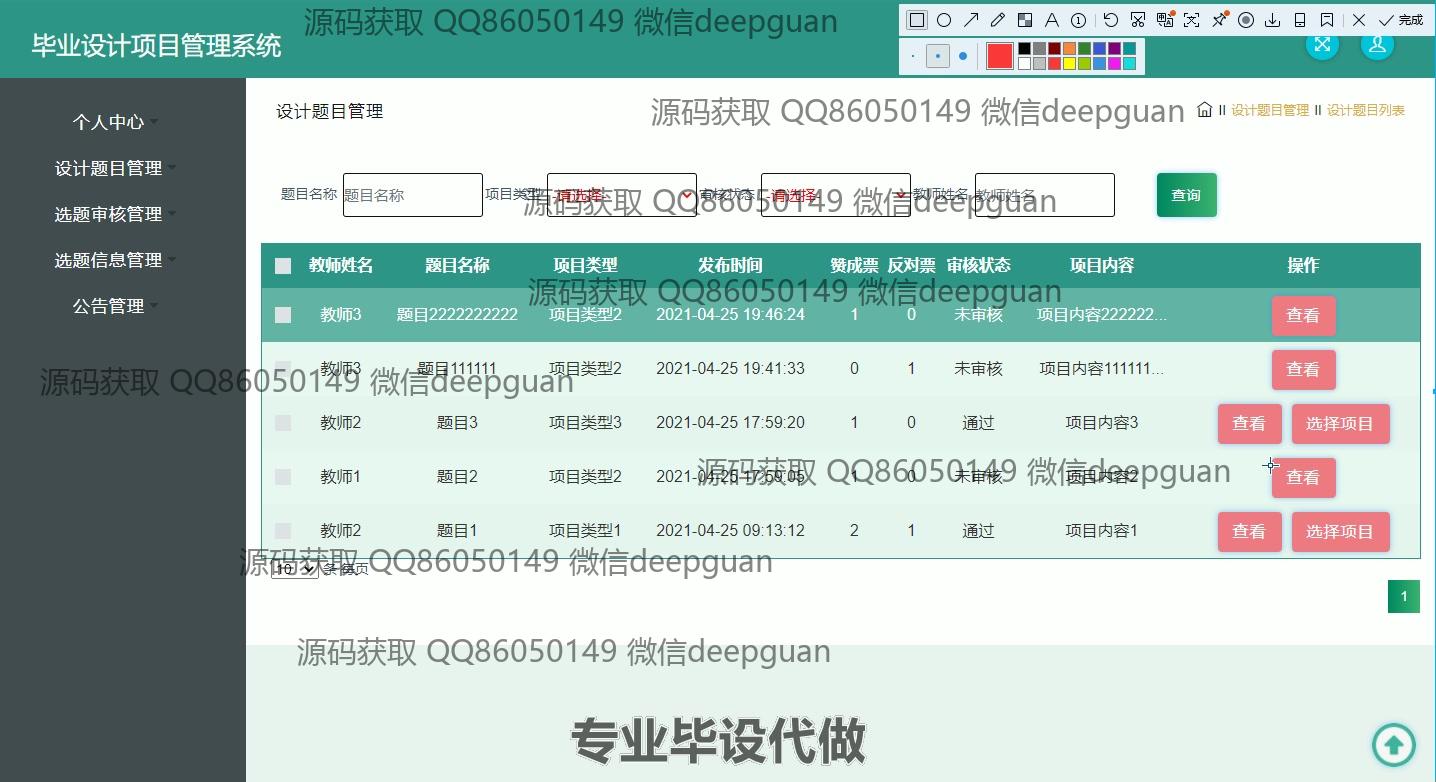 源码获取 QQ86050149 微信deepguan
完成
毕业设计项目管理系统
个人中心
设计题目管理
选题审核管理
选题信息管理
公告管理
设计题目管理
源码获取 QQ86050149 微信deepguan
设计题目管理 设计题目列表
题目名称 题目名称 项目类型 请选择 审核状态 请选择 教师姓名 教师姓名 查询
源码获取 QQ86050149 微信deepguan
教师姓名 题目名称 项目类型 发布时间 赞成票 反对票 审核状态 项目内容 操作
源码获取 QQ86050149 微信deepguan
教师3 题目2222222222 项目类型2 2021-04-25 19:46:24 1 0 未审核 项目内容222222... 查看
教师3 题目111111 项目类型2 2021-04-25 19:41:33 0 1 未审核 项目内容111111... 查看
源码获取 QQ86050149 微信deepguan
教师2 题目3 项目类型3 2021-04-25 17:59:20 1 0 通过 项目内容3 查看 选择项目
源码获取 QQ86050149 微信deepguan
教师1 题目2 项目类型2 2021-04-25 17:59:05 1 0 未审核 项目内容2 查看
教师2 题目1 项目类型1 2021-04-25 09:13:12 2 1 通过 项目内容1 查看 选择项目
源码获取 QQ86050149 微信deepguan
10 条 每页
1
源码获取 QQ86050149 微信deepguan
专业毕设代做